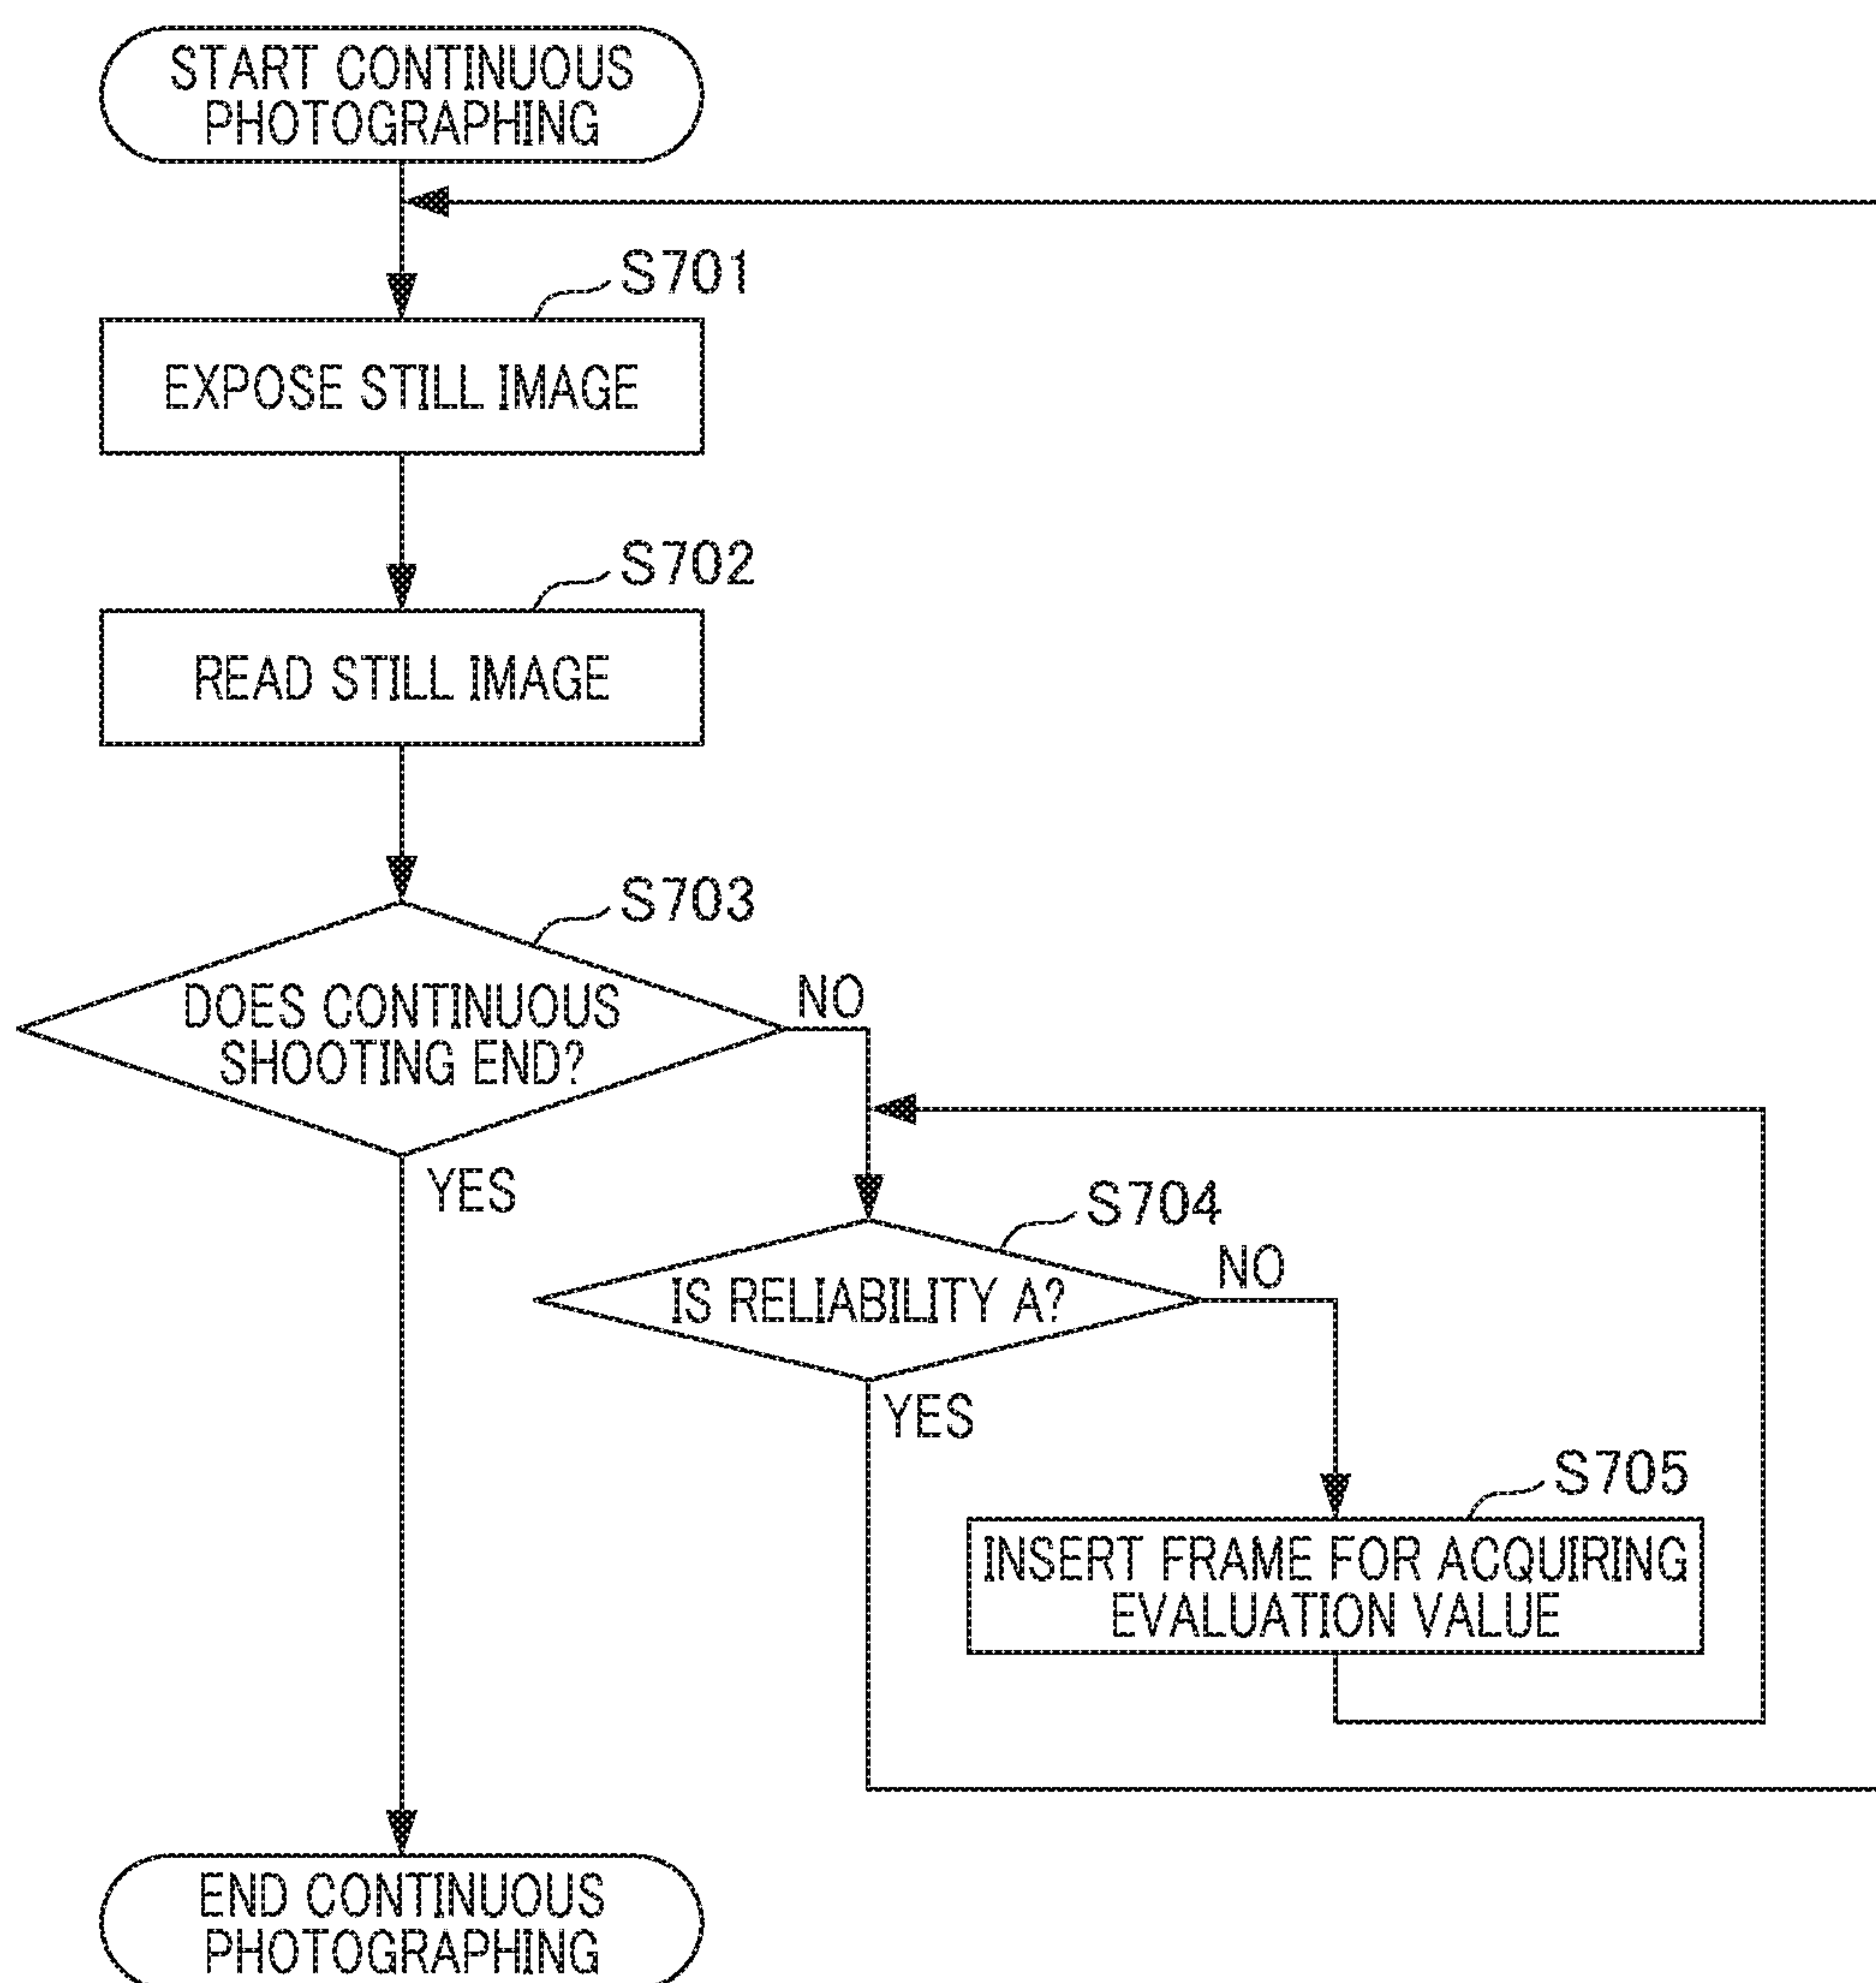 START CONTINUOUS
PHOTOGRAPHING
S701
EXPOSE STILL IMAGE
S702
READ STILL IMAGE
S703
DOES CONTINUOUS
SHOOTING END?
NO
YES
S704
IS RELIABILITY A?
NO
YES
S705
INSERT FRAME FOR ACQUIRING
EVALUATION VALUE
END CONTINUOUS
PHOTOGRAPHING